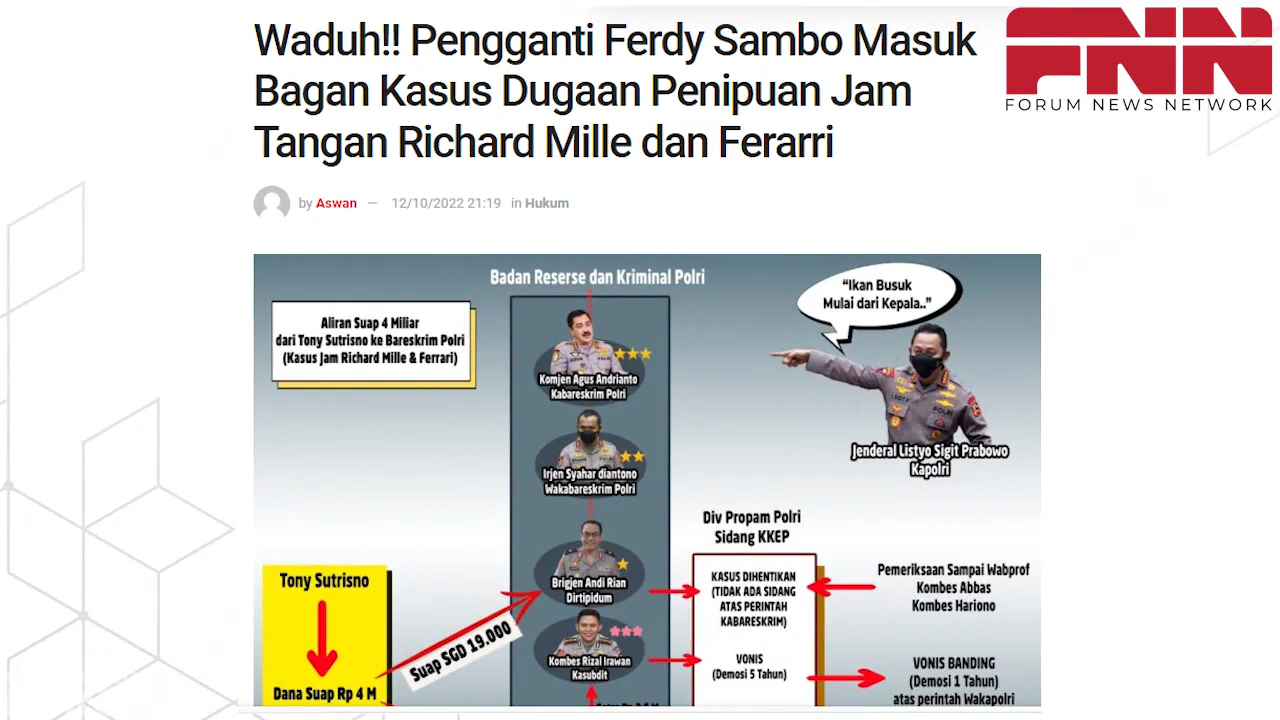 Waduh!! Pengganti Ferdy Sambo Masuk
Bagan Kasus Dugaan Penipuan Jam
Tangan Richard Mille dan Ferarri
FNN
FORUM NEWS NETWORK
by Aswan — 12/10/2022 21:19 in Hukum
Badan Reserse dan Kriminal Polri
"Ikan Busuk
Mulai dari Kepala.."
Aliran Suap 4 Miliar
dari Tony Sutrisno ke Bareskrim Polri
(Kasus Jam Richard Mille & Ferrari)
Komjen Agus Andrianto
Kabareskrim Polri
Irjen Syahar diantono
Wakabareskrim Polri
Jenderal Listyo Sigit Prabowo
Kapolri
Div Propam Polri
Sidang KKEP
Brigjen Andi Rian
Dirtipidum
KASUS DIHENTIKAN
(TIDAK ADA SIDANG
ATAS PERINTAH
KABARESKRIM)
Pemeriksaan Sampai Wabprof
Kombes Abbas
Kombes Hariono
Tony Sutrisno
Suap SGD 19.000
Dana Suap Rp 4 M
Kombes Rizal Irawan
Kasubdit
VONIS
(Demosi 5 Tahun)
VONIS BANDING
(Demosi 1 Tahun)
atas perintah Wakapolri